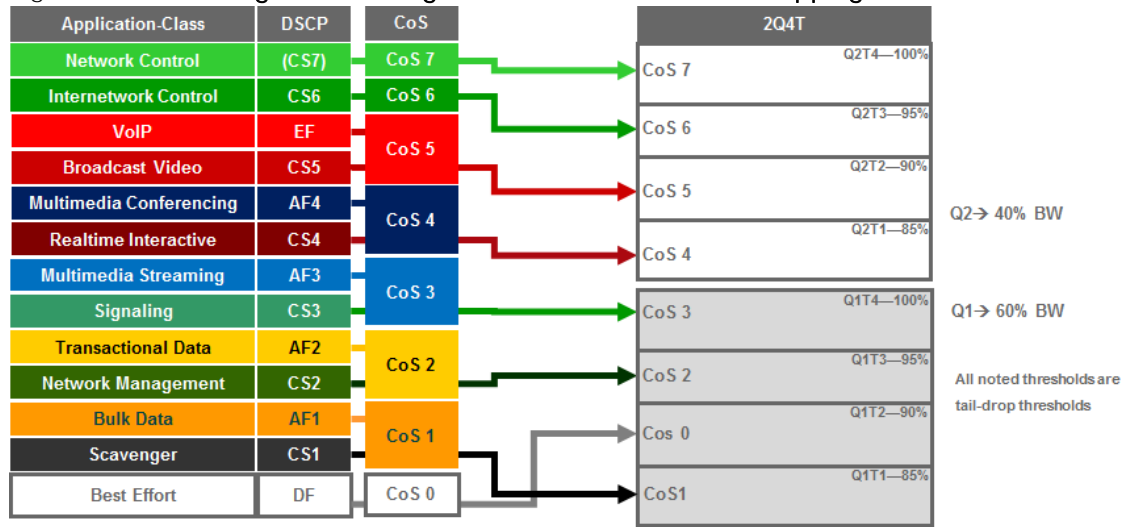 Application-Class DSCP CoS 2Q4T
Network Control (CS7) CoS 7
Q2T4—100%
CoS 7
Internetwork Control CS6 CoS 6
Q2T3—95%
CoS 6
VoIP EF
CoS 5
Broadcast Video CS5
Q2T2—90%
CoS 5
Multimedia Conferencing AF4
CoS 4
Q2→ 40% BW
Realtime Interactive CS4
Q2T1—85%
CoS 4
Multimedia Streaming AF3
CoS 3
Signaling CS3
Q1T4—100%
CoS 3
Q1→ 60% BW
Transactional Data AF2
CoS 2
Network Management CS2
Q1T3—95%
CoS 2
All noted thresholds are
tail-drop thresholds
Bulk Data AF1
CoS 1
Q1T2—90%
Cos 0
Scavenger CS1
Q1T1—85%
CoS1
Best Effort DF CoS 0